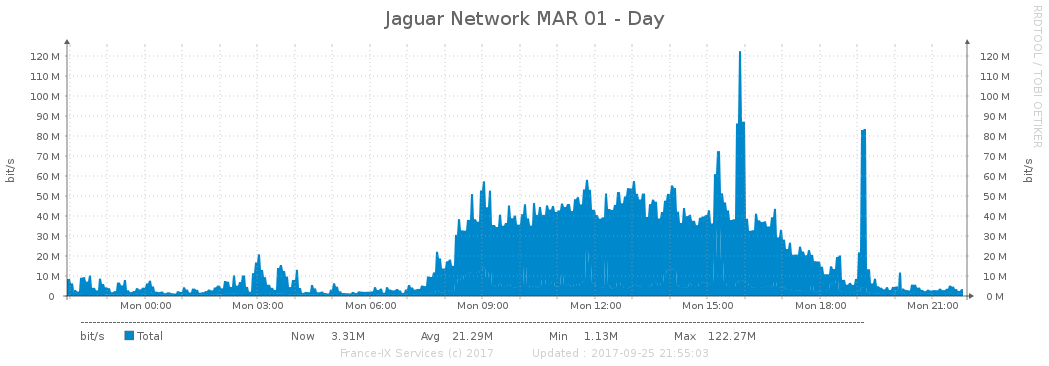 Jaguar Network MAR 01 - Day
RRDTOOL / TOBI OETIKER
bit/s
120 M
110 M
100 M
90 M
80 M
70 M
60 M
50 M
40 M
30 M
20 M
10 M
0
120 M
110 M
100 M
90 M
80 M
70 M
60 M
50 M
40 M
30 M
20 M
10 M
0 M
bit/s
Mon 00:00 Mon 03:00 Mon 06:00 Mon 09:00 Mon 12:00 Mon 15:00 Mon 18:00 Mon 21:00
bit/s Total Now 3.31M Avg 21.29M Min 1.13M Max 122.27M
France-IX Services (c) 2017 Updated : 2017-09-25 21:55:03